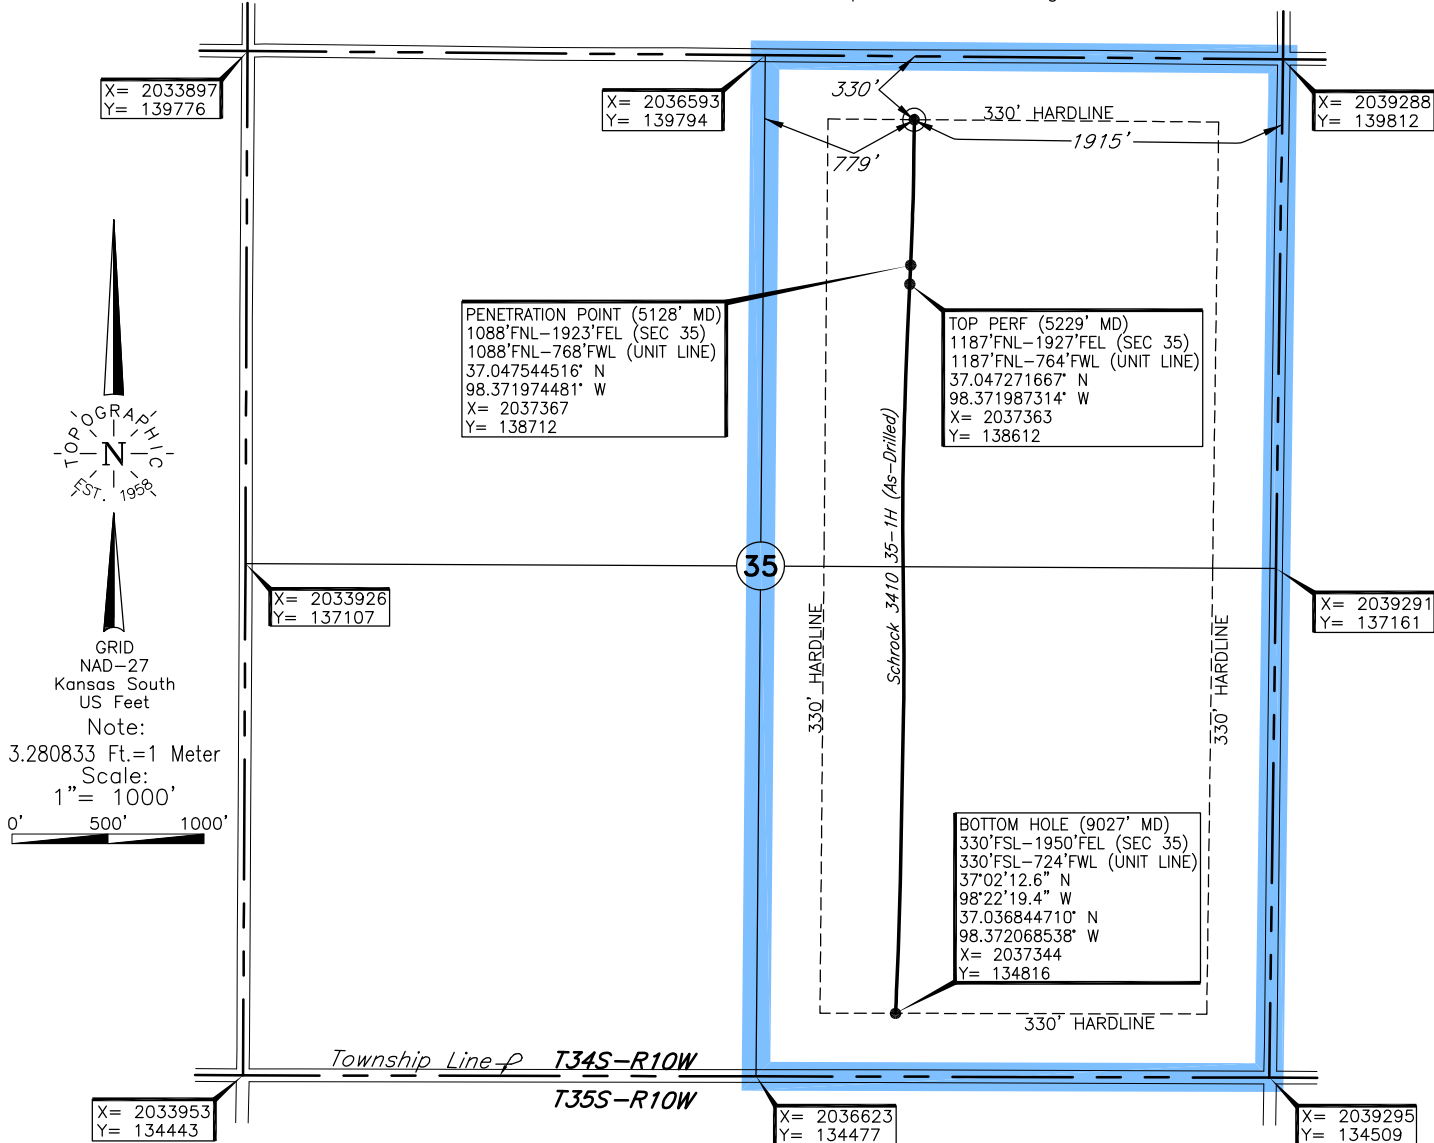 X= 2033897
Y= 139776
X= 2036593
Y= 139794
X= 2039288
Y= 139812
330'
330' HARDLINE
1915'
779'
PENETRATION POINT (5128' MD)
1088'FNL-1923'FEL (SEC 35)
1088'FNL-768'FWL (UNIT LINE)
37.047544516° N
98.371974481° W
X= 2037367
Y= 138712
TOP PERF (5229' MD)
1187'FNL-1927'FEL (SEC 35)
1187'FNL-764'FWL (UNIT LINE)
37.047271667° N
98.371987314° W
X= 2037363
Y= 138612
TOPOGRAPHIC
N
EST. 1958
Schrock 3410 35-1H (As-Drilled)
35
X= 2033926
Y= 137107
X= 2039291
Y= 137161
330' HARDLINE
330' HARDLINE
GRID
NAD-27
Kansas South
US Feet
Note:
3.280833 Ft.=1 Meter
Scale:
1"= 1000'
0' 500' 1000'
BOTTOM HOLE (9027' MD)
330'FSL-1950'FEL (SEC 35)
330'FSL-724'FWL (UNIT LINE)
37°02'12.6" N
98°22'19.4" W
37.036844710° N
98.372068538° W
X= 2037344
Y= 134816
330' HARDLINE
Township Line T34S-R10W
T35S-R10W
X= 2033953
Y= 134443
X= 2036623
Y= 134477
X= 2039295
Y= 134509